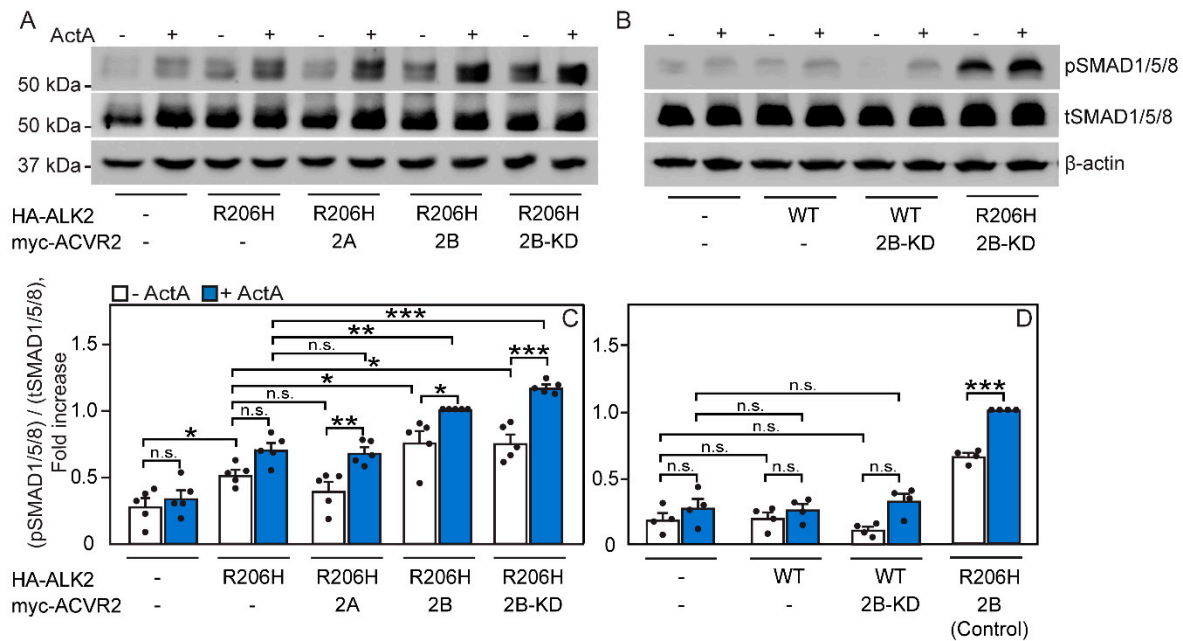 A
ActA - + - + - + - + - +
50 kDa
50 kDa
37 kDa
HA-ALK2 - R206H R206H R206H R206H
myc-ACVR2 - - 2A 2B 2B-KD
B
- + - + - + - +
pSMAD1/5/8
tSMAD1/5/8
β-actin
- WT WT R206H
- - 2B-KD 2B-KD
(pSMAD1/5/8) / (tSMAD1/5/8),
Fold increase
- ActA + ActA
C
1.5
1.0
0.5
0
***
**
n.s.
*
***
*
*
n.s.
n.s.
**
*
n.s.
HA-ALK2 - R206H R206H R206H R206H
myc-ACVR2 - - 2A 2B 2B-KD
D
1.5
1.0
0.5
0
n.s.
***
n.s.
n.s.
n.s.
n.s.
n.s.
n.s.
- WT WT R206H
- - 2B-KD 2B
(Control)